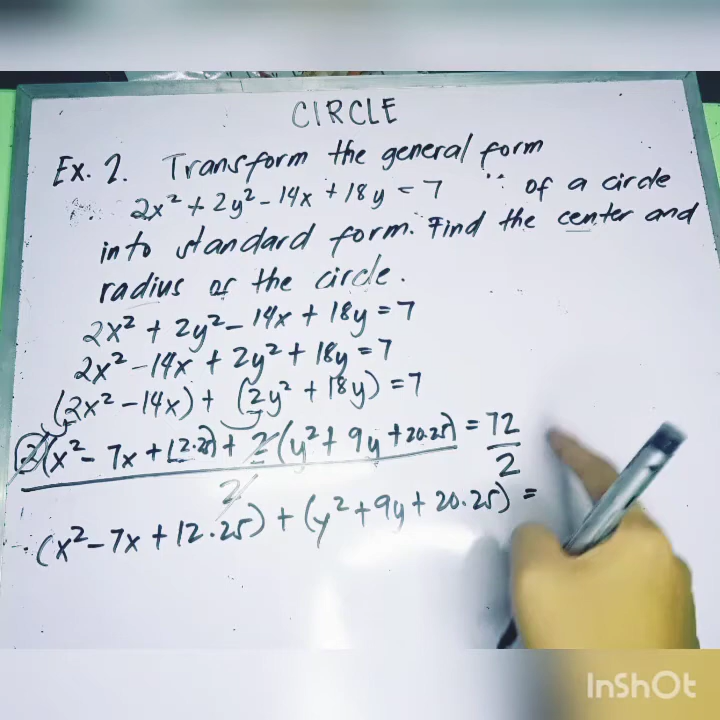 CIRCLE
Ex. 2. Transform the general form
2x² + 2y² - 14x + 18y = 7 " of a circle
into standard form. Find the center and
radius of the circle.
2x² + 2y² - 14x + 18y = 7
2x² - 14x + 2y² + 18y = 7
(2x² - 14x) + (2y² + 18y) = 7
2(x² - 7x + 12.25) + 2(y² + 9y + 20.25) = 72
2 2
(x² - 7x + 12.25) + (y² + 9y + 20.25) =
InShOt